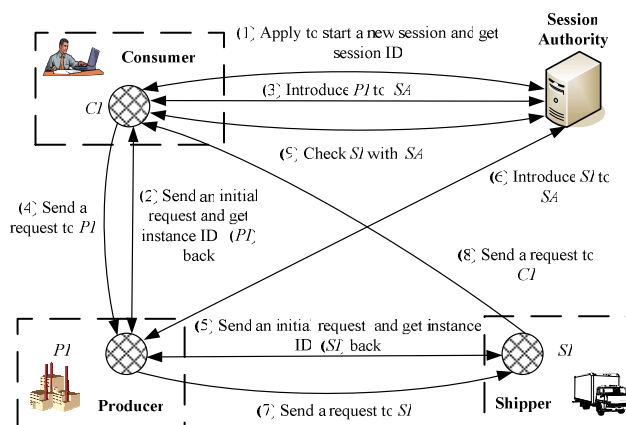 (1) Apply to start a new session and get
session ID
Session
Authority
Consumer
C1
(3) Introduce P1 to SA
(9) Check S1 with SA
(6) Introduce S1 to
SA
(4) Send a
request to P1
(2) Send an initial
request and get
instance ID (P1)
back
(8) Send a request to
C1
(5) Send an initial request and get instance
ID (S1) back
P1
S1
Producer
(7) Send a request to S1
Shipper